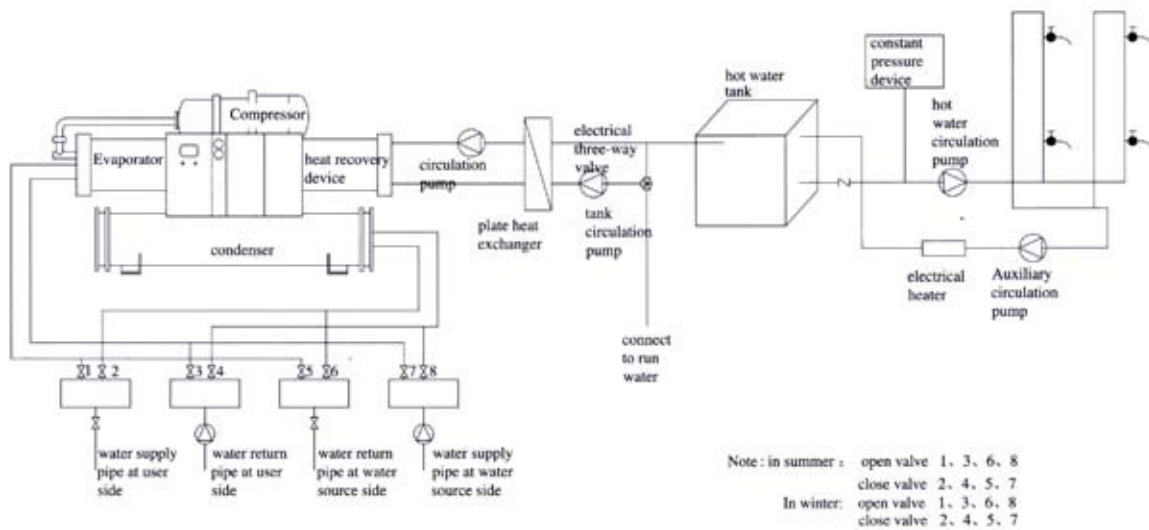 constant
pressure
device
hot water
tank
hot
water
circulation
pump
Compressor
Evaporator
heat recovery
device
circulation
pump
electrical
three-way
valve
tank
circulation
pump
plate heat
exchanger
condenser
electrical
heater
Auxiliary
circulation
pump
connect
to run
water
1 2 3 4 5 6 7 8
water supply
pipe at user
side
water return
pipe at user
side
water return
pipe at water
source side
water supply
pipe at water
source side
Note : in summer : open valve 1、3、6、8
close valve 2、4、5、7
In winter: open valve 1、3、6、8
close valve 2、4、5、7